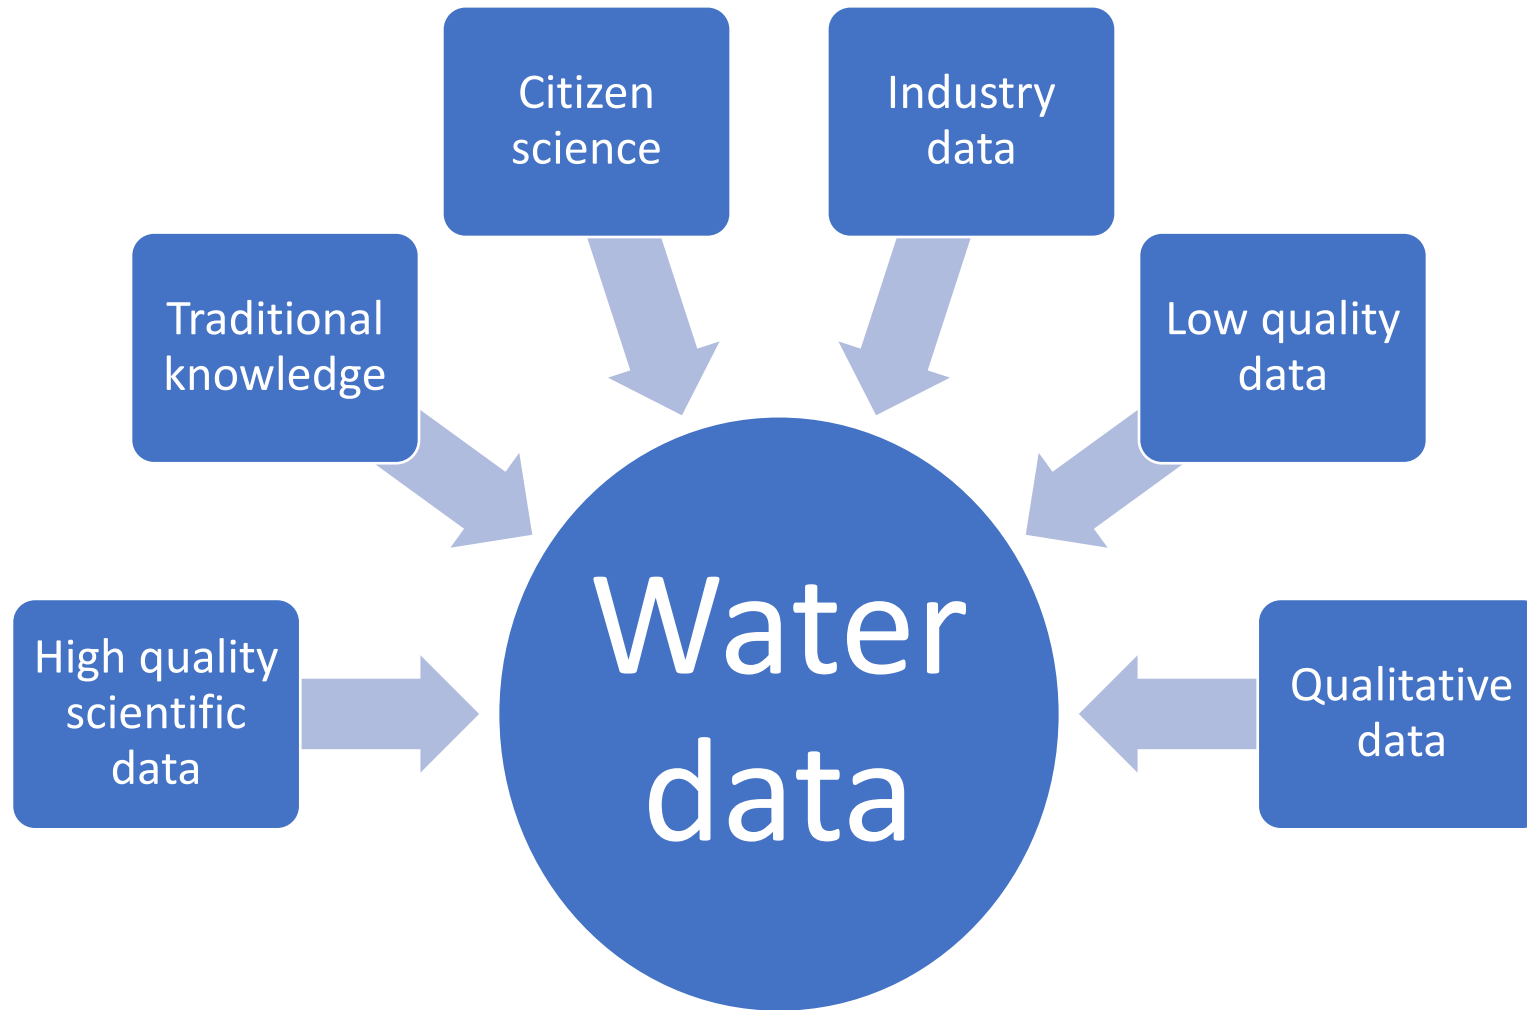 Citizen
science
Industry
data
Traditional
knowledge
Low quality
data
High quality
scientific
data
Qualitative
data
Water
data